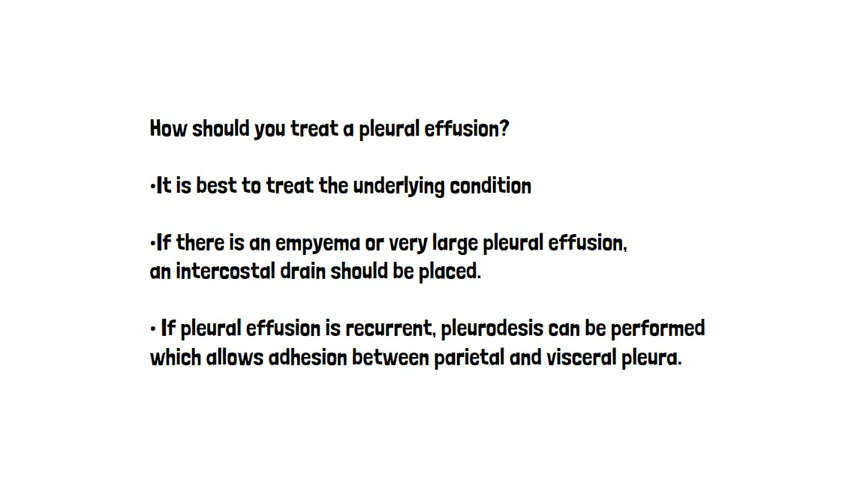 How should you treat a pleural effusion?
•It is best to treat the underlying condition
•If there is an empyema or very large pleural effusion,
an intercostal drain should be placed.
• If pleural effusion is recurrent, pleurodesis can be performed
which allows adhesion between parietal and visceral pleura.